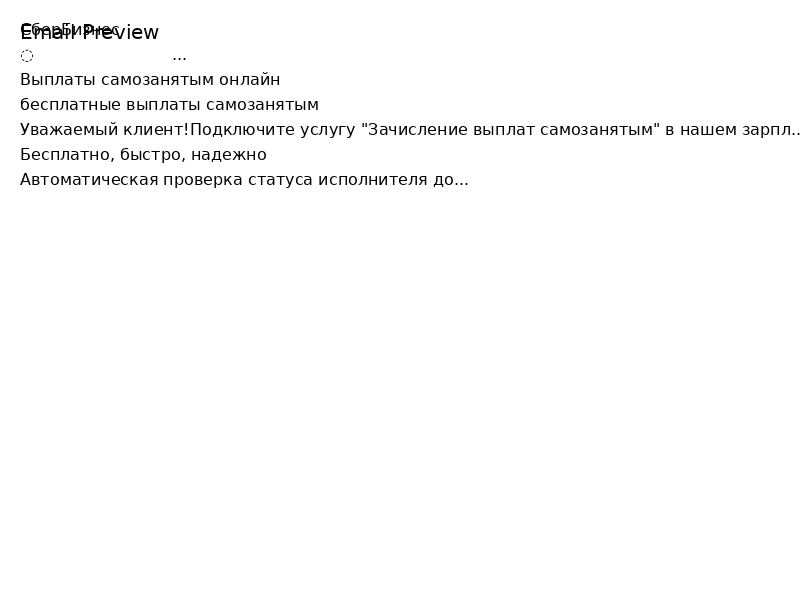 СберБизнес
Email Preview
...
Выплаты самозанятым онлайн
бесплатные выплаты самозанятым
Уважаемый клиент!Подключите услугу "Зачисление выплат самозанятым" в нашем зарпл...
Бесплатно, быстро, надежно
Автоматическая проверка статуса исполнителя до...